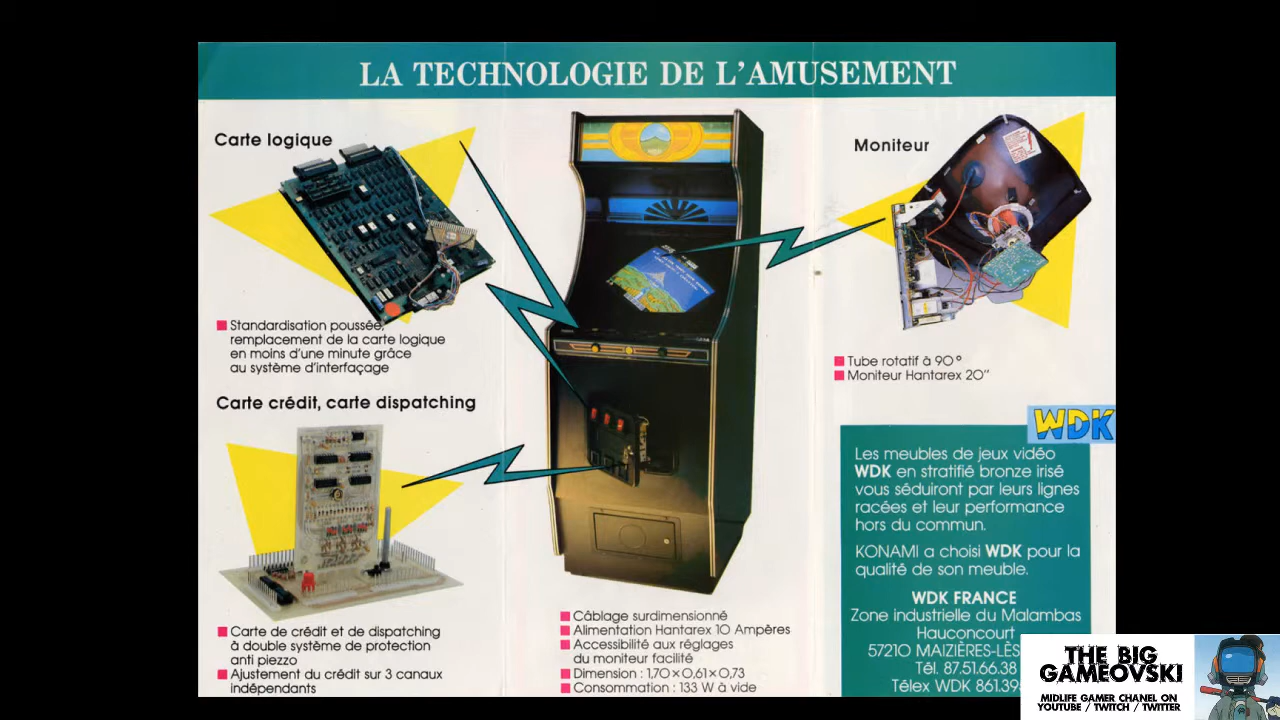 LA TECHNOLOGIE DE L'AMUSEMENT
Carte logique
Standardisation poussée,
remplacement de la carte logique
en moins d'une minute grâce
au système d'interfaçage
Carte crédit, carte dispatching
Carte de crédit et de dispatching
à double système de protection
anti piezzo
Ajustement du crédit sur 3 canaux
indépendants
Câblage surdimensionné
Alimentation Hantarex 10 Ampères
Accessibilité aux réglages
du moniteur facilité
Dimension : 1,70×0,61×0,73
Consommation : 133 W à vide
Moniteur
Tube rotatif à 90°
Moniteur Hantarex 20"
WDK
Les meubles de jeux vidéo
WDK en stratifié bronze irisé
vous séduiront par leurs lignes
racées et leur performance
hors du commun.
KONAMI a choisi WDK pour la
qualité de son meuble.
WDK FRANCE
Zone industrielle du Malambas
Hauconcourt
57210 MAIZIÈRES-LÈS
Tél. 87.51.66.38
Télex WDK 861.39
THE BIG
GAMEOVSKI
MIDLIFE GAMER CHANEL ON
YOUTUBE / TWITCH / TWITTER